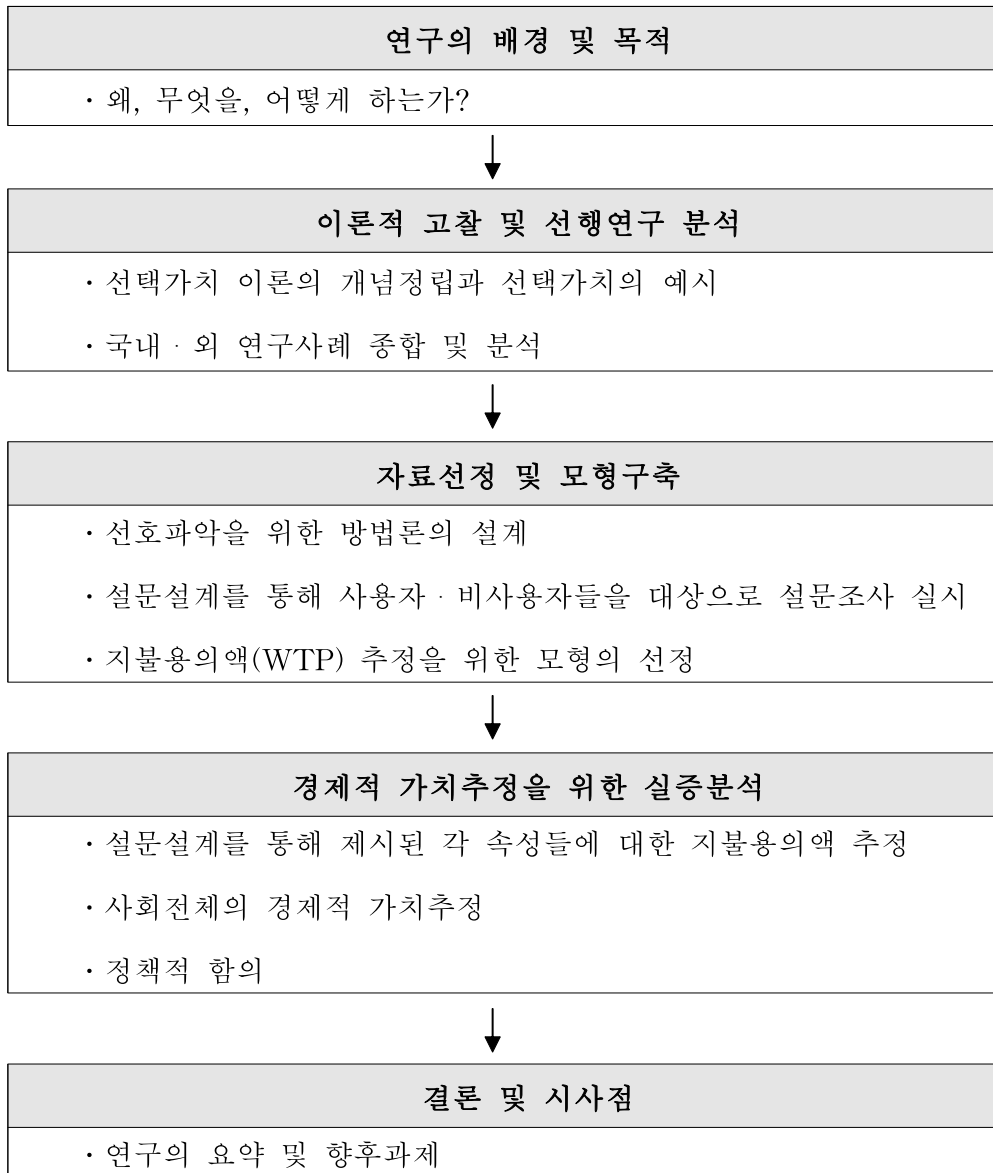 연구의 배경 및 목적
· 왜, 무엇을, 어떻게 하는가?
이론적 고찰 및 선행연구 분석
· 선택가치 이론의 개념정립과 선택가치의 예시
· 국내 · 외 연구사례 종합 및 분석
자료선정 및 모형구축
· 선호파악을 위한 방법론의 설계
· 설문설계를 통해 사용자 · 비사용자들을 대상으로 설문조사 실시
· 지불용의액(WTP) 추정을 위한 모형의 선정
경제적 가치추정을 위한 실증분석
· 설문설계를 통해 제시된 각 속성들에 대한 지불용의액 추정
· 사회전체의 경제적 가치추정
· 정책적 함의
결론 및 시사점
· 연구의 요약 및 향후과제